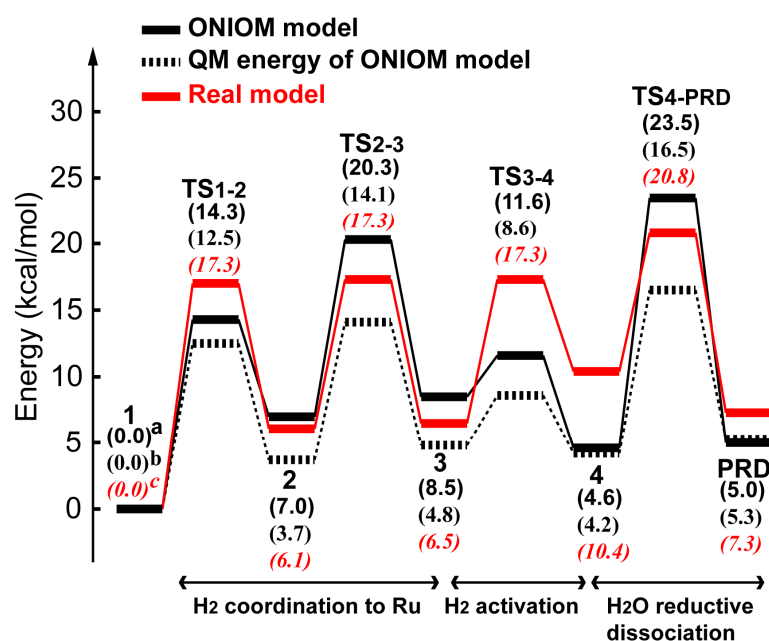 ONIOM model
QM energy of ONIOM model
Real model
Energy (kcal/mol)
30
25
20
15
10
5
0
1
(0.0)a
(0.0)b
(0.0)c
TS1-2
(14.3)
(12.5)
(17.3)
2
(7.0)
(3.7)
(6.1)
TS2-3
(20.3)
(14.1)
(17.3)
3
(8.5)
(4.8)
(6.5)
TS3-4
(11.6)
(8.6)
(17.3)
4
(4.6)
(4.2)
(10.4)
TS4-PRD
(23.5)
(16.5)
(20.8)
PRD
(5.0)
(5.3)
(7.3)
H2 coordination to Ru
H2 activation
H2O reductive
dissociation